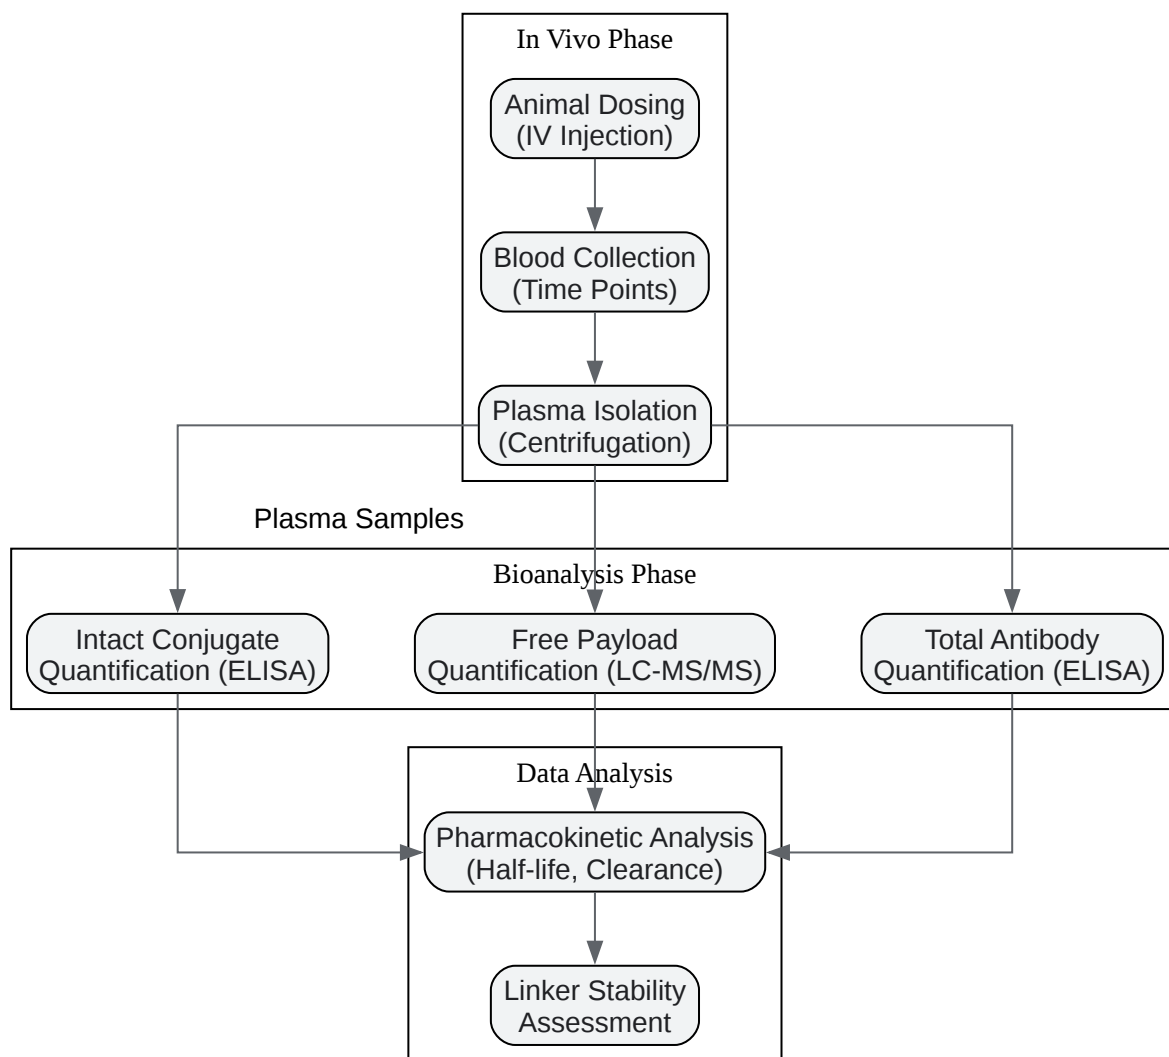 In Vivo Phase
Animal Dosing
(IV Injection)
Blood Collection
(Time Points)
Plasma Isolation
(Centrifugation)
Plasma Samples
Bioanalysis Phase
Intact Conjugate
Quantification (ELISA)
Free Payload
Quantification (LC-MS/MS)
Total Antibody
Quantification (ELISA)
Data Analysis
Pharmacokinetic Analysis
(Half-life, Clearance)
Linker Stability
Assessment